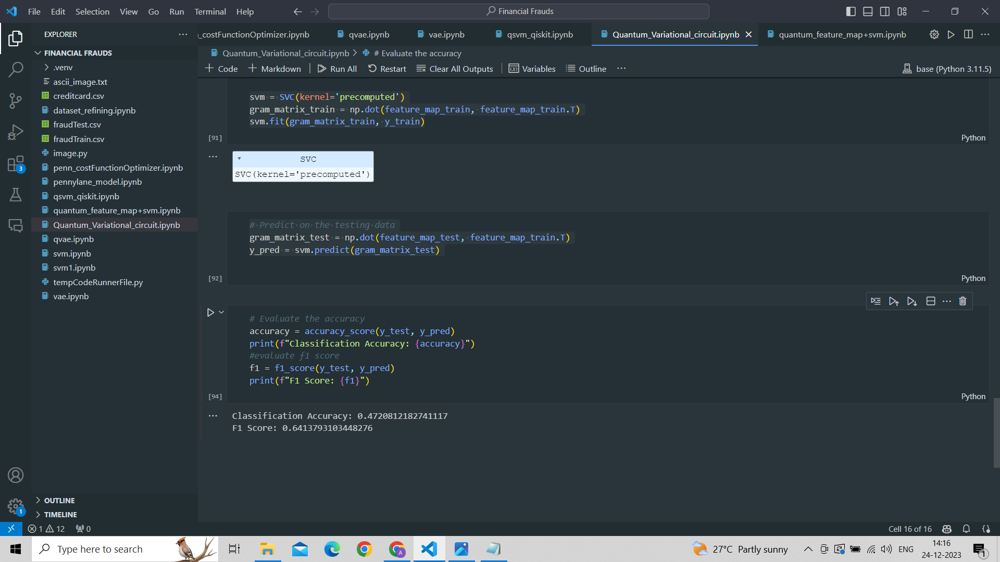 File Edit Selection View Go Run Terminal Help
Financial Frauds
EXPLORER
_costFunctionOptimizer.ipynb
qvae.ipynb
vae.ipynb
qsvm_qiskit.ipynb
Quantum_Variational_circuit.ipynb
quantum_feature_map+svm.ipynb
Quantum_Variational_circuit.ipynb > # Evaluate the accuracy
+ Code + Markdown | Run All Restart Clear All Outputs | Variables Outline ...
base (Python 3.11.5)
FINANCIAL FRAUDS
.venv
ascii_image.txt
creditcard.csv
dataset_refining.ipynb
fraudTest.csv
fraudTrain.csv
image.py
penn_costFunctionOptimizer.ipynb
pennylane_model.ipynb
qsvm_qiskit.ipynb
quantum_feature_map+svm.ipynb
Quantum_Variational_circuit.ipynb
qvae.ipynb
svm.ipynb
svm1.ipynb
tempCodeRunnerFile.py
vae.ipynb
OUTLINE
TIMELINE
3
1
svm = SVC(kernel='precomputed')
gram_matrix_train = np.dot(feature_map_train, feature_map_train.T)
svm.fit(gram_matrix_train, y_train)
[91]
Python
SVC
SVC(kernel='precomputed')
# Predict on the testing data
gram_matrix_test = np.dot(feature_map_test, feature_map_train.T)
y_pred = svm.predict(gram_matrix_test)
[92]
Python
# Evaluate the accuracy
accuracy = accuracy_score(y_test, y_pred)
print(f"Classification Accuracy: {accuracy}")
#evaluate f1 score
f1 = f1_score(y_test, y_pred)
print(f"F1 Score: {f1}")
[94]
Python
Classification Accuracy: 0.4720812182741117
F1 Score: 0.6413793103448276
1 12 0
Cell 16 of 16
Type here to search
A
27°C Partly sunny
ENG
14:16
24-12-2023
1